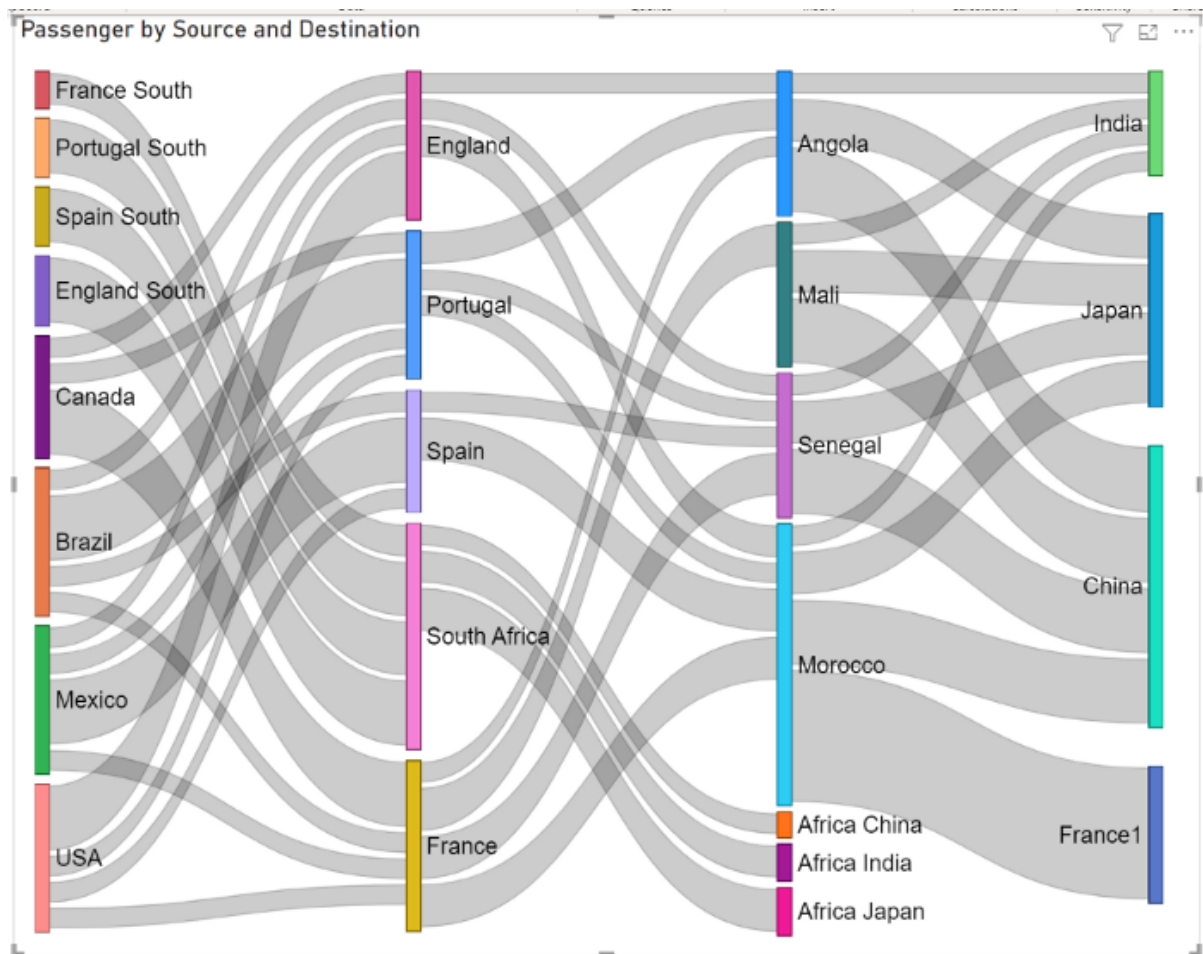 Passenger by Source and Destination
France South
Portugal South
Spain South
England South
Canada
Brazil
Mexico
USA
England
Portugal
Spain
South Africa
France
Angola
Mali
Senegal
Morocco
Africa China
Africa India
Africa Japan
India
Japan
China
France1